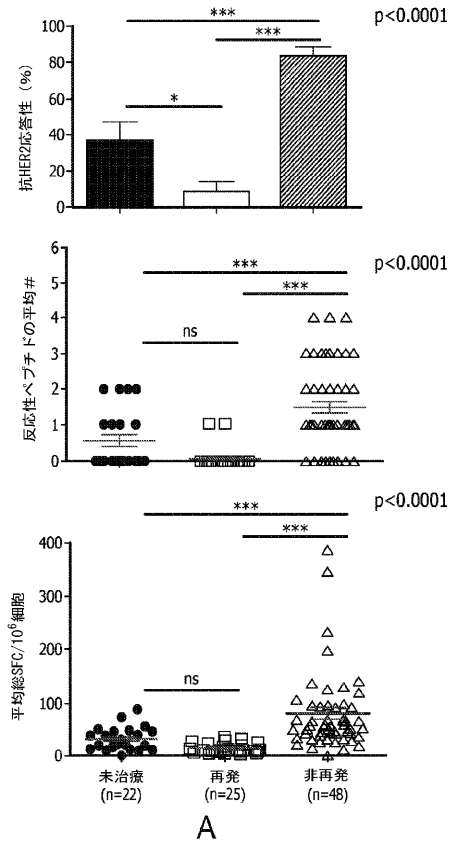 p<0.0001
***
***
*
100
80
60
40
20
0
抗HER2応答性 (%)
p<0.0001
***
***
ns
6
5
4
3
2
1
0
反応性ペプチドの平均#
p<0.0001
***
***
ns
400
300
200
100
0
平均総SFC/10⁶細胞
未治療 再発 非再発
(n=22) (n=25) (n=48)
A